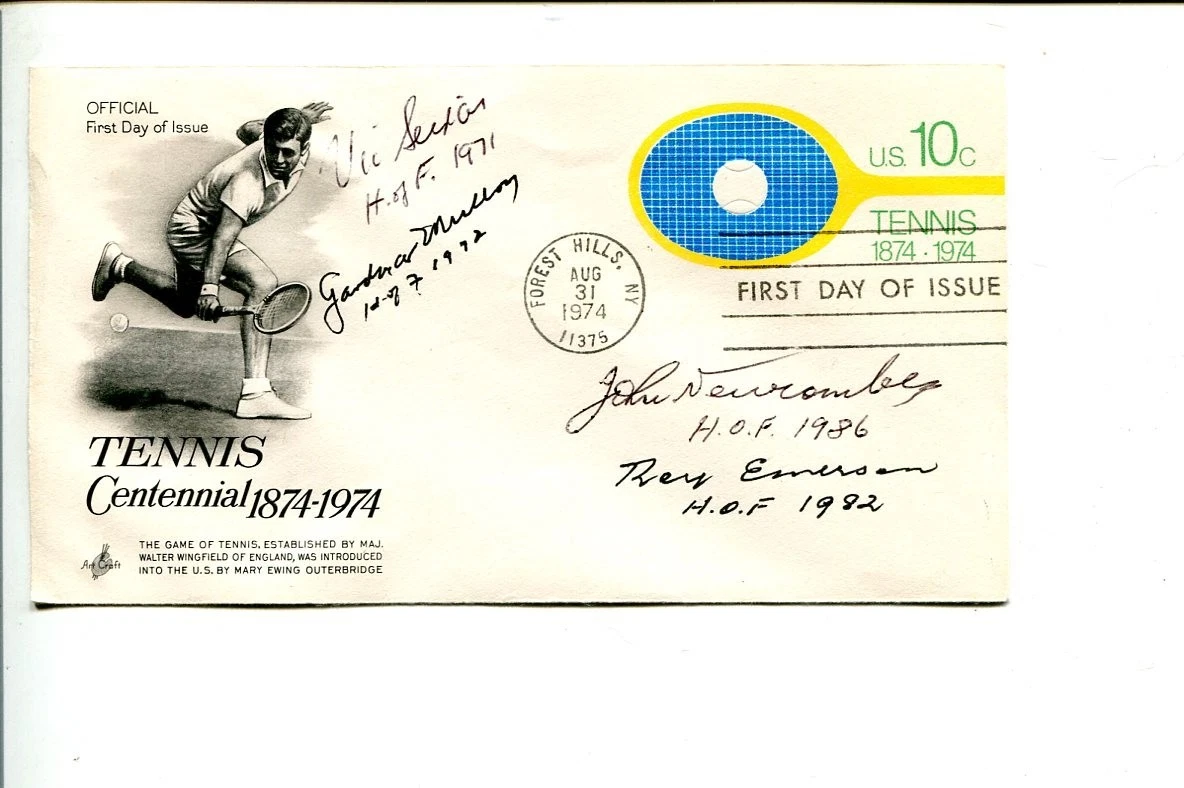 OFFICIAL
First Day of Issue
Vic Seixas
H. of F. 1971
Gardnar Mulloy
H of F 1972
U.S. 10c
TENNIS
1874 · 1974
FIRST DAY OF ISSUE
FOREST HILLS, NY
AUG
31
1974
11375
John Newcombe
H.O.F. 1986
Roy Emerson
H.O.F 1982
TENNIS
Centennial 1874-1974
Art Craft
THE GAME OF TENNIS, ESTABLISHED BY MAJ.
WALTER WINGFIELD OF ENGLAND, WAS INTRODUCED
INTO THE U.S. BY MARY EWING OUTERBRIDGE